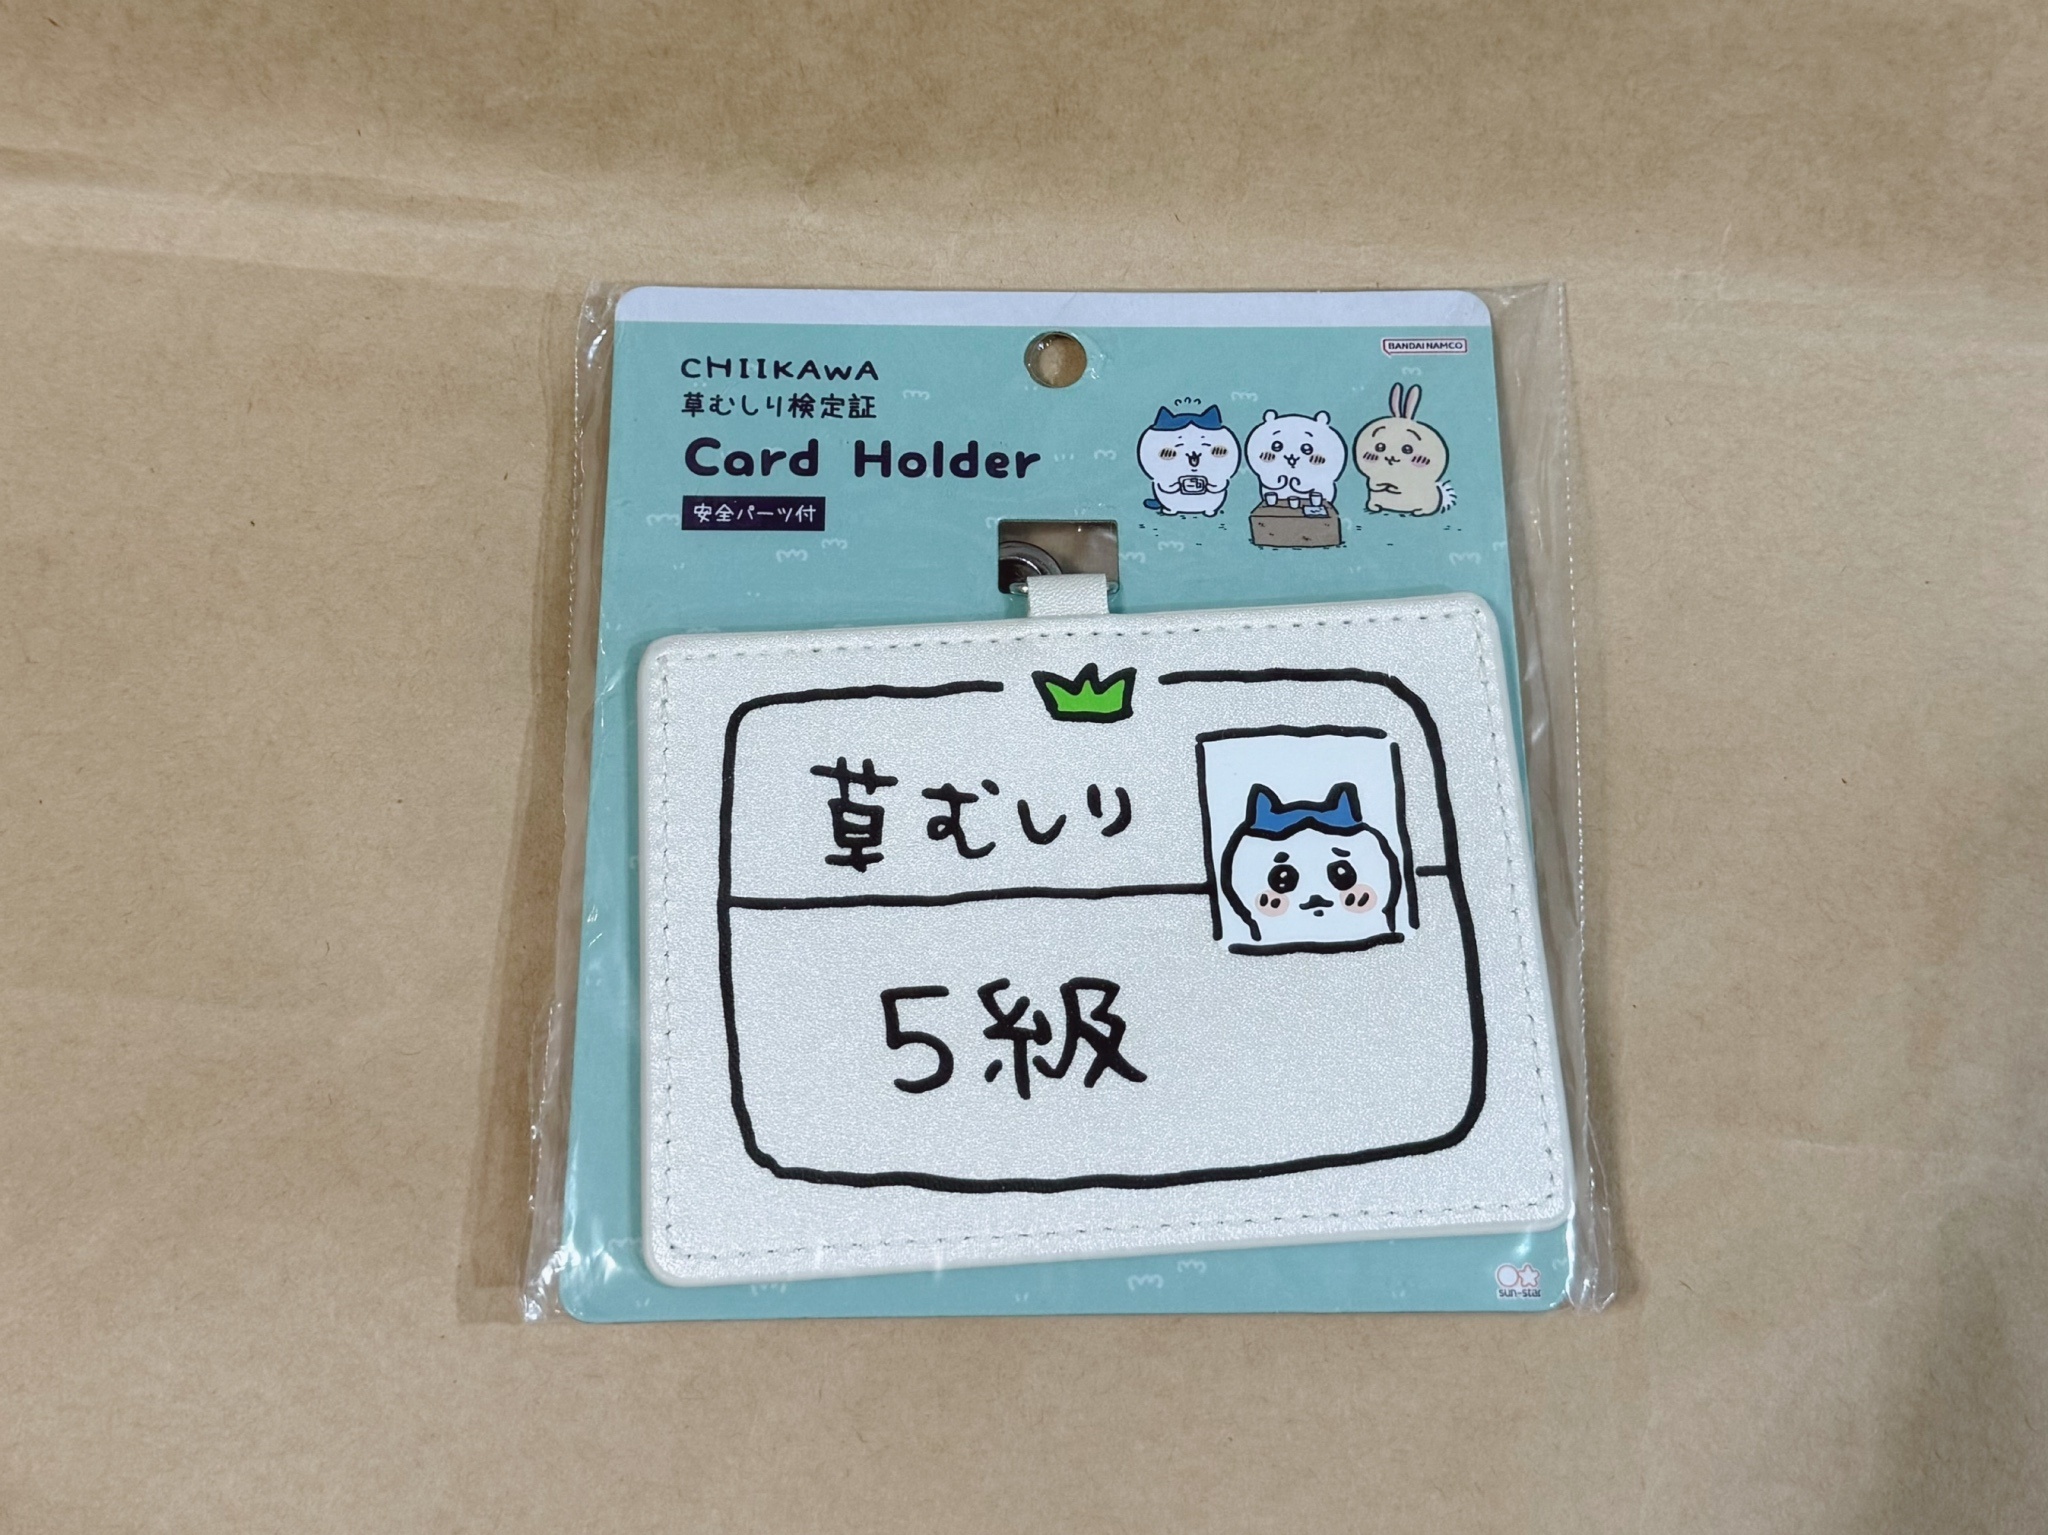 CHIIKAWA
草むしり検定証
Card Holder
安全パーツ付
BANDAI NAMCO
草むしり
5級
sun-star